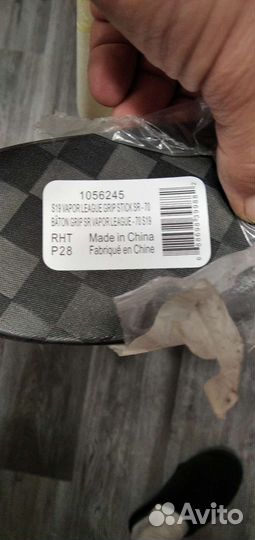 1056245
S19 VAPOR LEAGUE GRIP STICK SR - 70
BÂTON GRIP SR VAPOR LEAGUE - 70 S19
RHT Made in China
P28 Fabriqué en Chine
Avito